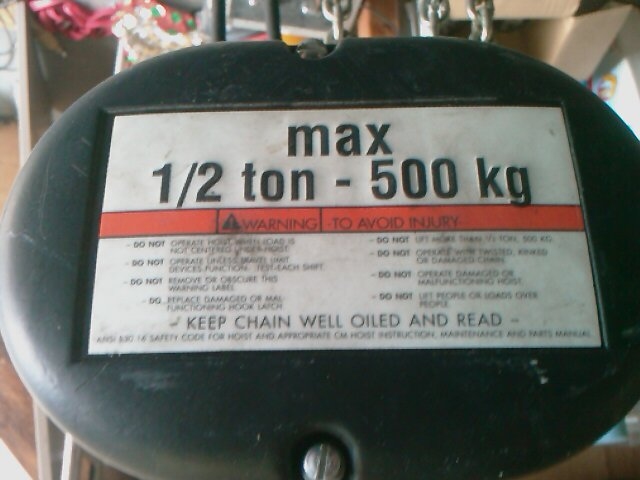 max
1/2 ton - 500 kg
WARNING -TO AVOID INJURY-
- DO NOT OPERATE HOIST WHEN LOAD IS
NOT CENTERED UNDER HOIST.
- DO NOT OPERATE UNLESS TRAVEL LIMIT
DEVICES FUNCTION. TEST EACH SHIFT.
- DO NOT REMOVE OR OBSCURE THIS
WARNING LABEL
- DO REPLACE DAMAGED OR MAL-
FUNCTIONING HOOK LATCH
- DO NOT LIFT MORE THAN 1/2 TON, 500 KG.
- DO NOT OPERATE WITH TWISTED, KINKED
OR DAMAGED CHAIN.
- DO NOT OPERATE DAMAGED OR
MALFUNCTIONING HOIST.
- DO NOT LIFT PEOPLE OR LOADS OVER
PEOPLE.
- KEEP CHAIN WELL OILED AND READ -
ANSI B30.16 SAFETY CODE FOR HOIST AND APPROPRIATE CM HOIST INSTRUCTION, MAINTENANCE AND PARTS MANUAL